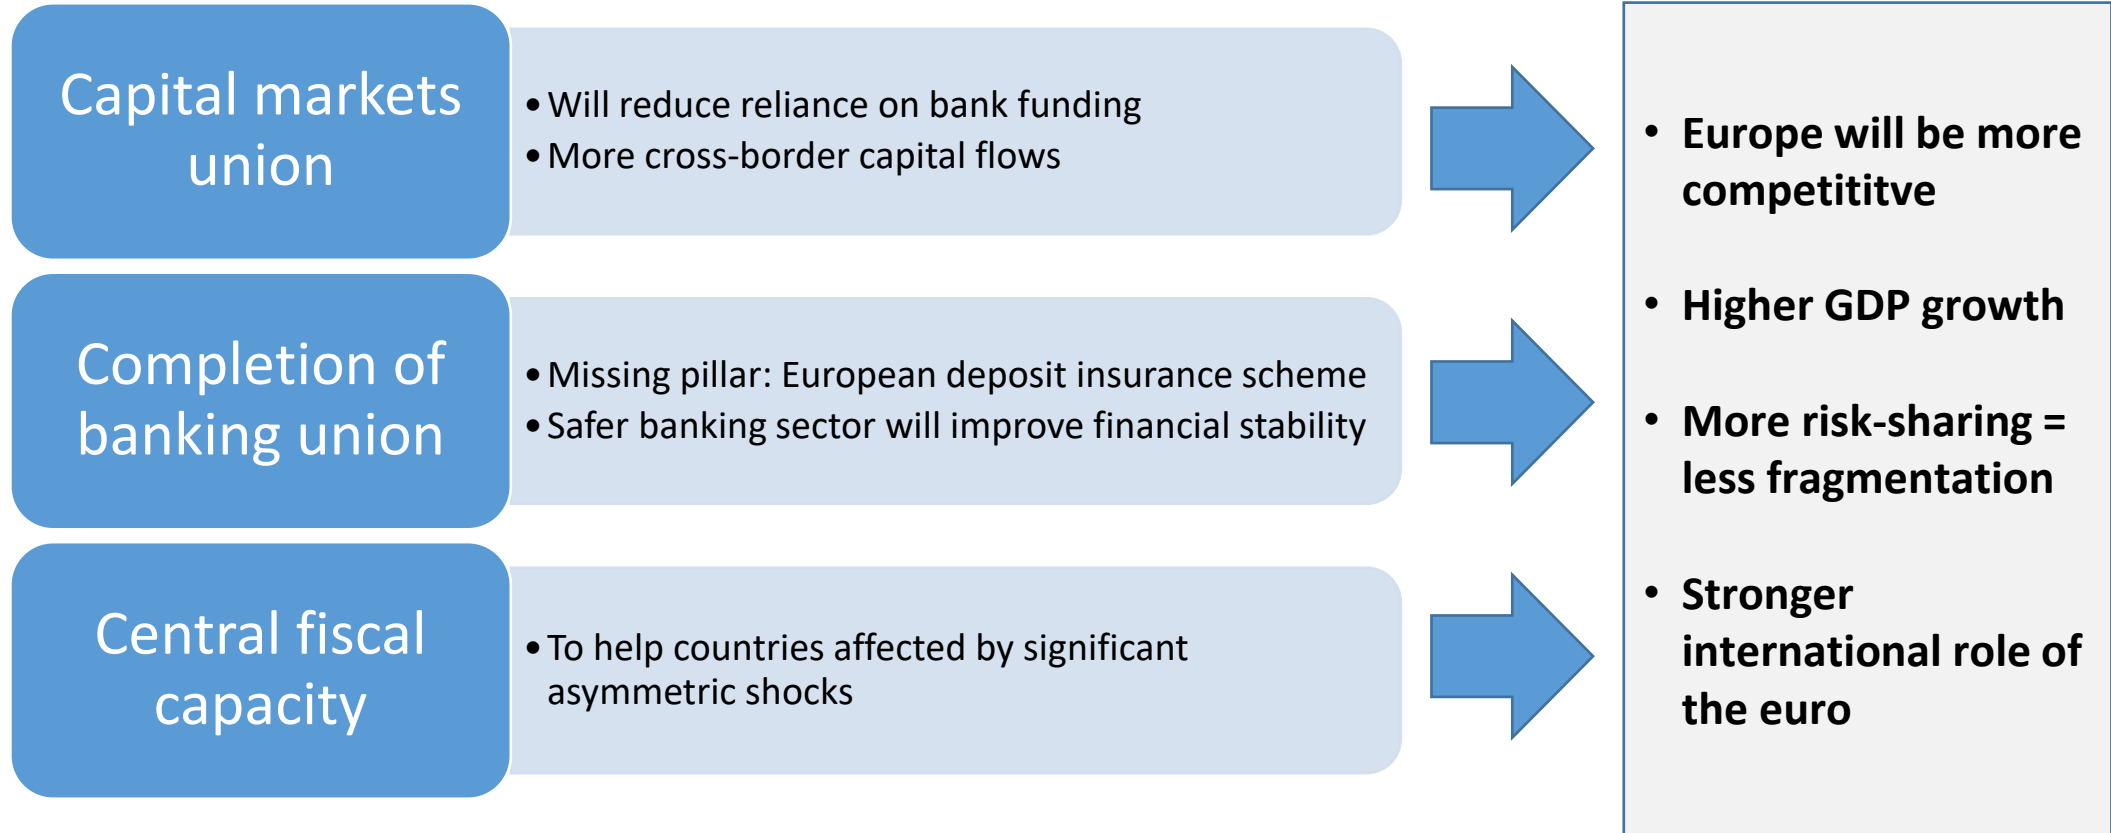 Capital markets
union
• Will reduce reliance on bank funding
• More cross-border capital flows
Completion of
banking union
• Missing pillar: European deposit insurance scheme
• Safer banking sector will improve financial stability
Central fiscal
capacity
• To help countries affected by significant
asymmetric shocks
• Europe will be more
competititve
• Higher GDP growth
• More risk-sharing =
less fragmentation
• Stronger
international role of
the euro